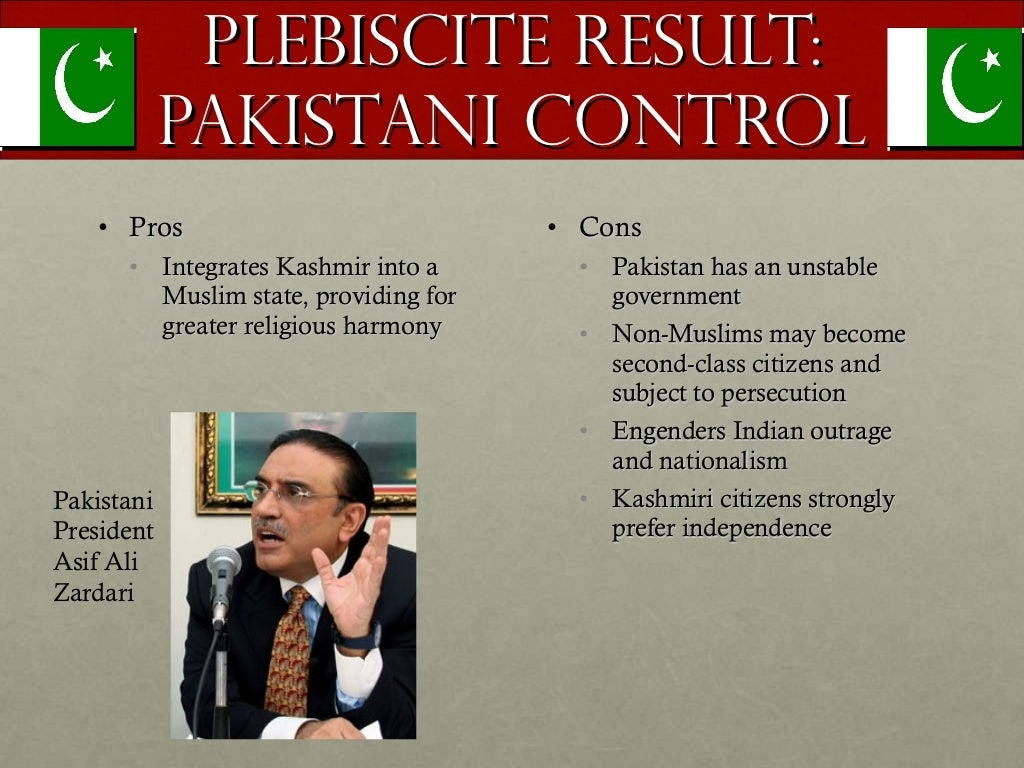 PLEBISCITE RESULT:
PAKISTANI CONTROL
• Pros
• Integrates Kashmir into a
Muslim state, providing for
greater religious harmony
Pakistani
President
Asif Ali
Zardari
• Cons
• Pakistan has an unstable
government
• Non-Muslims may become
second-class citizens and
subject to persecution
• Engenders Indian outrage
and nationalism
• Kashmiri citizens strongly
prefer independence